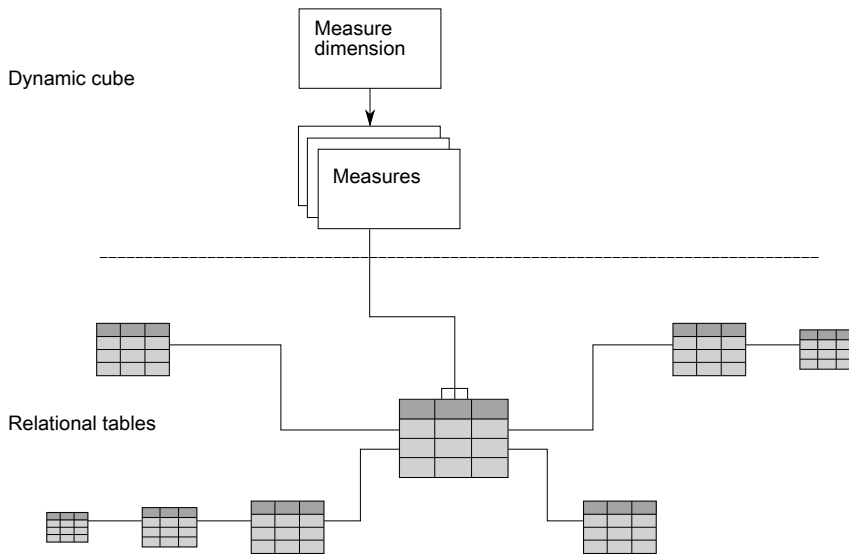 Measure
dimension
Dynamic cube
Measures
Relational tables